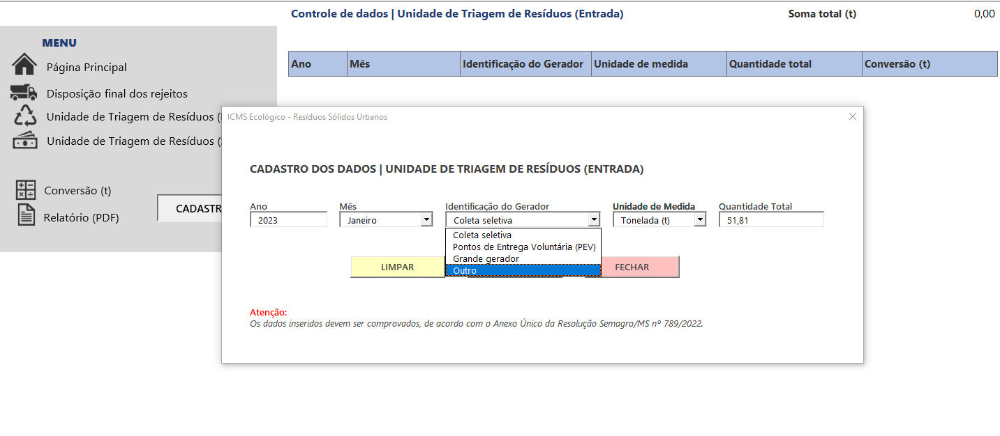 Controle de dados | Unidade de Triagem de Resíduos (Entrada)
Soma total (t)
0,00
MENU
Página Principal
Disposição final dos rejeitos
Unidade de Triagem de Resíduos (
Unidade de Triagem de Resíduos (
Conversão (t)
Relatório (PDF)
CADASTR
Ano
Mês
Identificação do Gerador
Unidade de medida
Quantidade total
Conversão (t)
ICMS Ecológico - Resíduos Sólidos Urbanos
CADASTRO DOS DADOS | UNIDADE DE TRIAGEM DE RESÍDUOS (ENTRADA)
Ano
Mês
Identificação do Gerador
Unidade de Medida
Quantidade Total
2023
Janeiro
Coleta seletiva
Tonelada (t)
51,81
Coleta seletiva
Pontos de Entrega Voluntária (PEV)
Grande gerador
Outro
LIMPAR
FECHAR
Atenção:
Os dados inseridos devem ser comprovados, de acordo com o Anexo Único da Resolução Semagro/MS nº 789/2022.